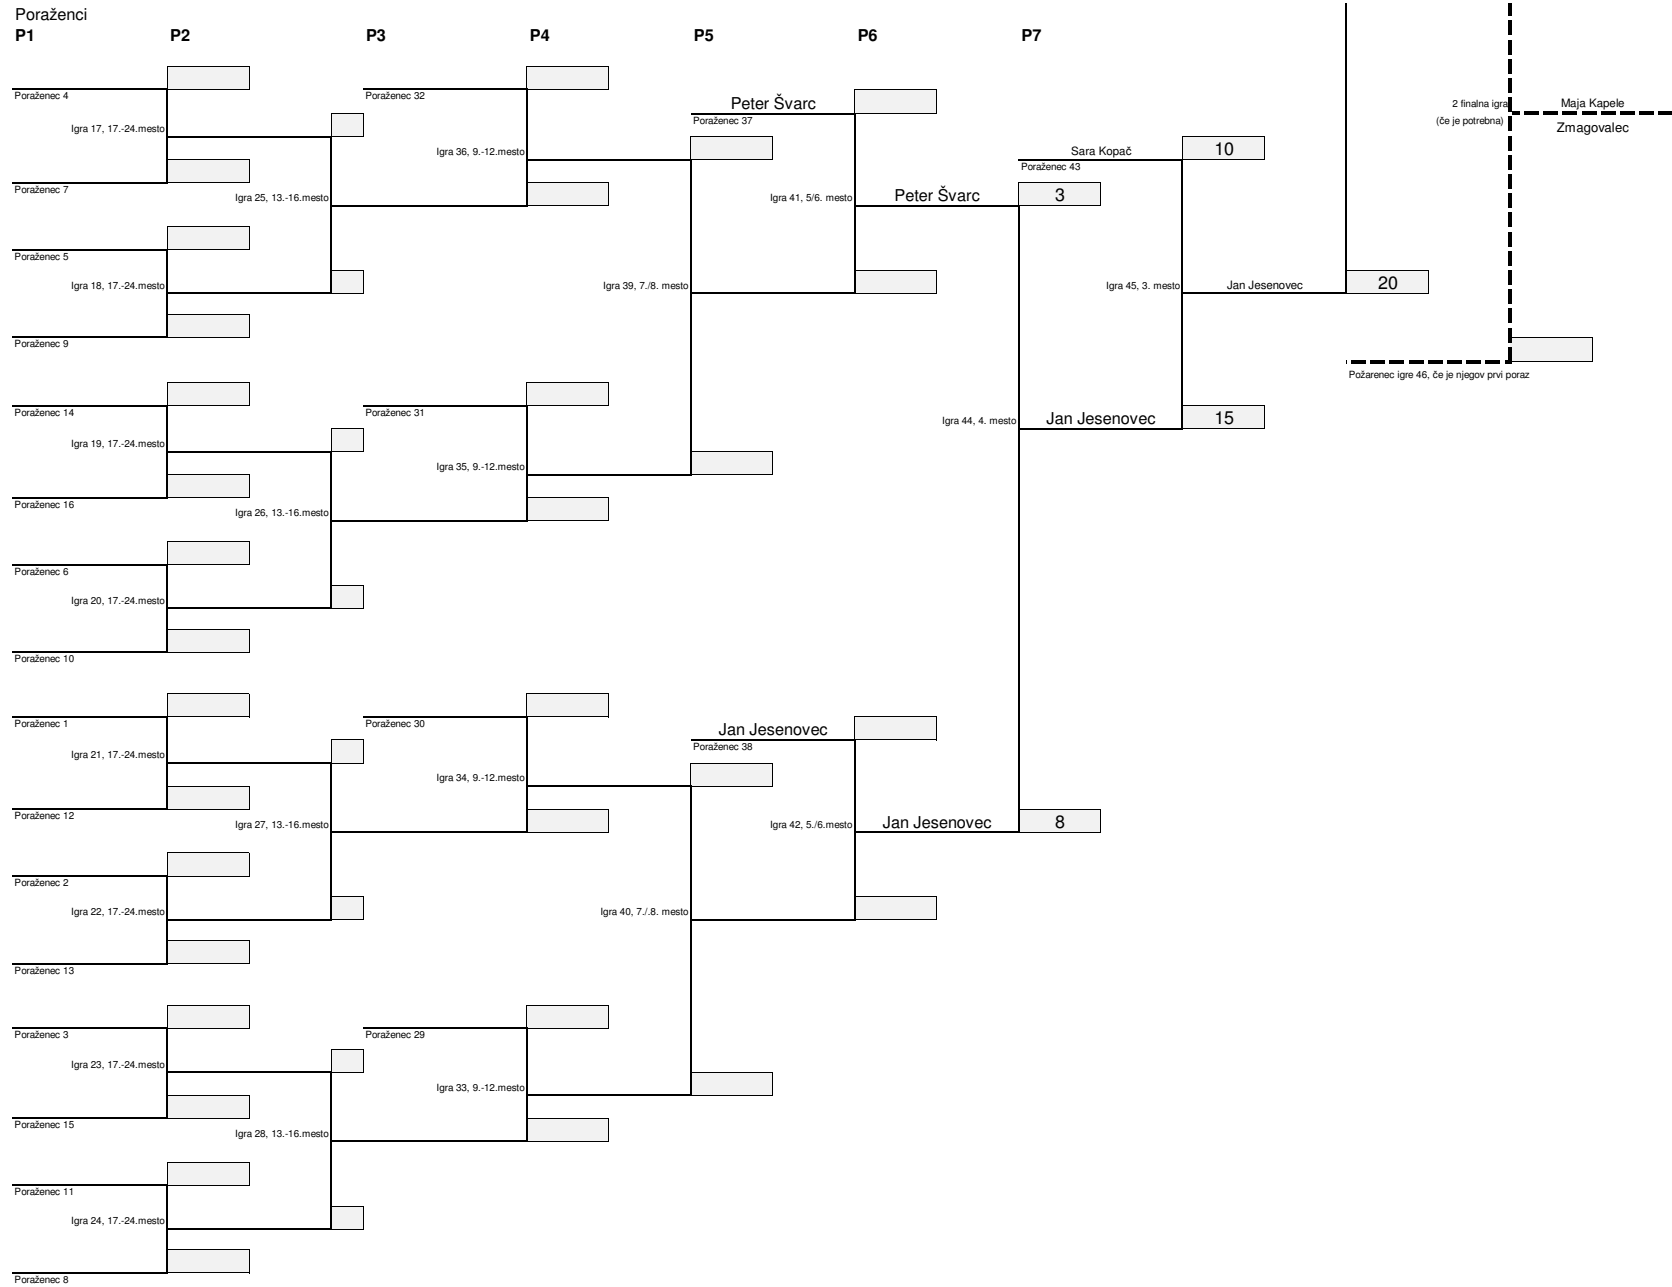 Poraženci
P1
P2
P3
P4
P5
P6
P7
Poraženec 4
Igra 17, 17.-24.mesto
Poraženec 7
Igra 25, 13.-16.mesto
Poraženec 5
Igra 18, 17.-24.mesto
Poraženec 9
Poraženec 14
Igra 19, 17.-24.mesto
Poraženec 16
Igra 26, 13.-16.mesto
Poraženec 6
Igra 20, 17.-24.mesto
Poraženec 10
Poraženec 1
Igra 21, 17.-24.mesto
Poraženec 12
Igra 27, 13.-16.mesto
Poraženec 2
Igra 22, 17.-24.mesto
Poraženec 13
Poraženec 3
Igra 23, 17.-24.mesto
Poraženec 15
Igra 28, 13.-16.mesto
Poraženec 11
Igra 24, 17.-24.mesto
Poraženec 8
Poraženec 32
Igra 36, 9.-12.mesto
Poraženec 31
Igra 35, 9.-12.mesto
Poraženec 30
Igra 34, 9.-12.mesto
Poraženec 29
Igra 33, 9.-12.mesto
Igra 39, 7./8. mesto
Igra 40, 7./.8. mesto
Peter Švarc
Poraženec 37
Igra 41, 5/6. mesto
Jan Jesenovec
Poraženec 38
Igra 42, 5./6.mesto
Peter Švarc
3
Igra 44, 4. mesto
Jan Jesenovec
8
Sara Kopač
10
Poraženec 43
Igra 45, 3. mesto
Jan Jesenovec
15
Jan Jesenovec
20
2 finalna igra
(če je potrebna)
Maja Kapele
Zmagovalec
Požarenec igre 46, če je njegov prvi poraz